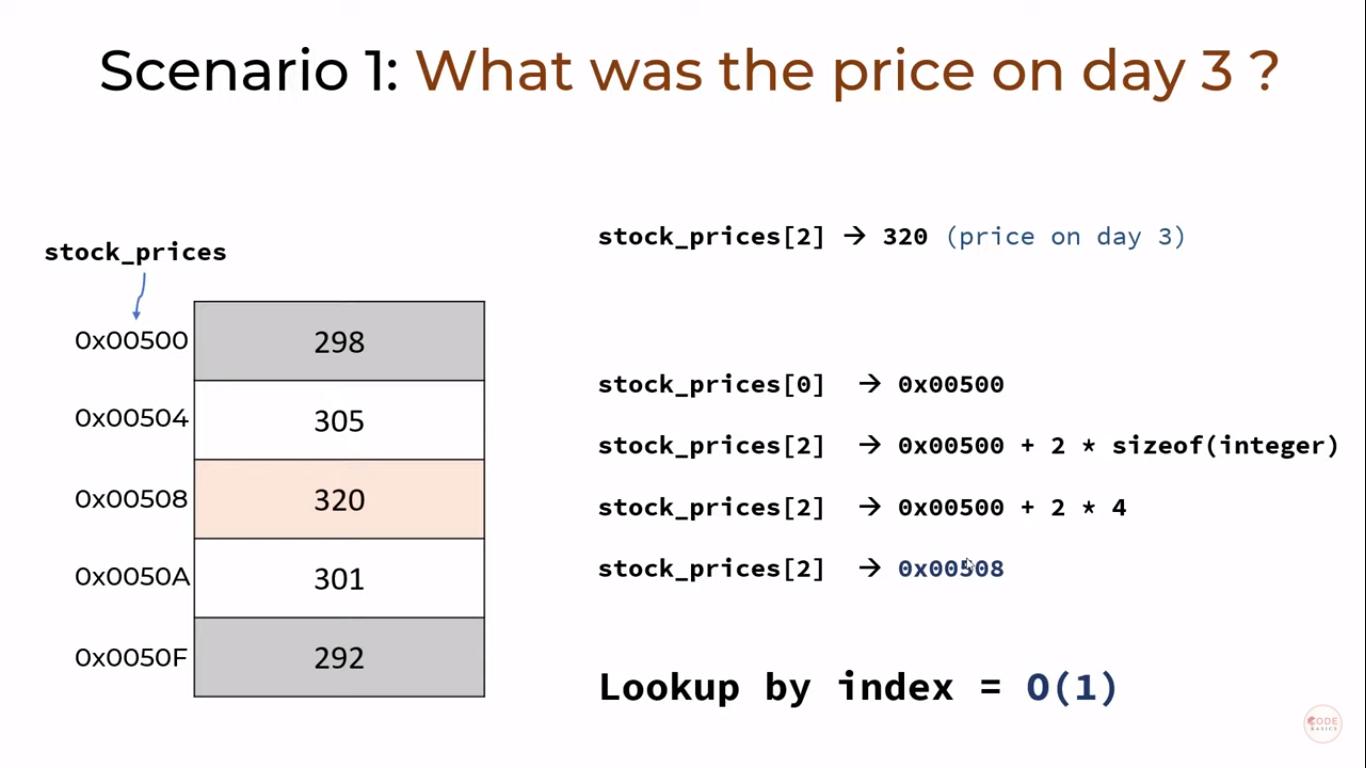 Scenario 1: What was the price on day 3 ?
stock_prices
0x00500 298
0x00504 305
0x00508 320
0x0050A 301
0x0050F 292
stock_prices[2] → 320 (price on day 3)
stock_prices[0] → 0x00500
stock_prices[2] → 0x00500 + 2 * sizeof(integer)
stock_prices[2] → 0x00500 + 2 * 4
stock_prices[2] → 0x00508
Lookup by index = O(1)
CODE
BASICS